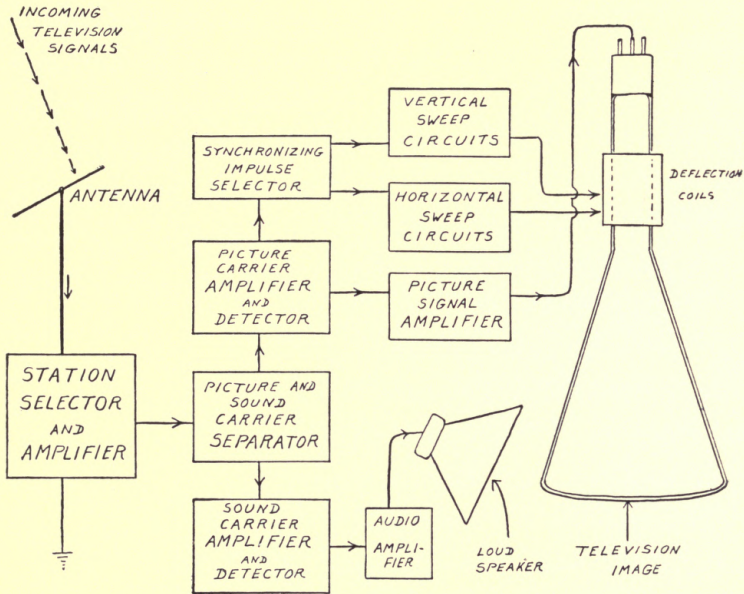 INCOMING
TELEVISION
SIGNALS
ANTENNA
STATION
SELECTOR
AND
AMPLIFIER
SYNCHRONIZING
IMPULSE
SELECTOR
PICTURE
CARRIER
AMPLIFIER
AND
DETECTOR
PICTURE AND
SOUND
CARRIER
SEPARATOR
SOUND
CARRIER
AMPLIFIER
AND
DETECTOR
VERTICAL
SWEEP
CIRCUITS
HORIZONTAL
SWEEP
CIRCUITS
PICTURE
SIGNAL
AMPLIFIER
AUDIO
AMPLI-
FIER
LOUD
SPEAKER
DEFLECTION
COILS
TELEVISION
IMAGE